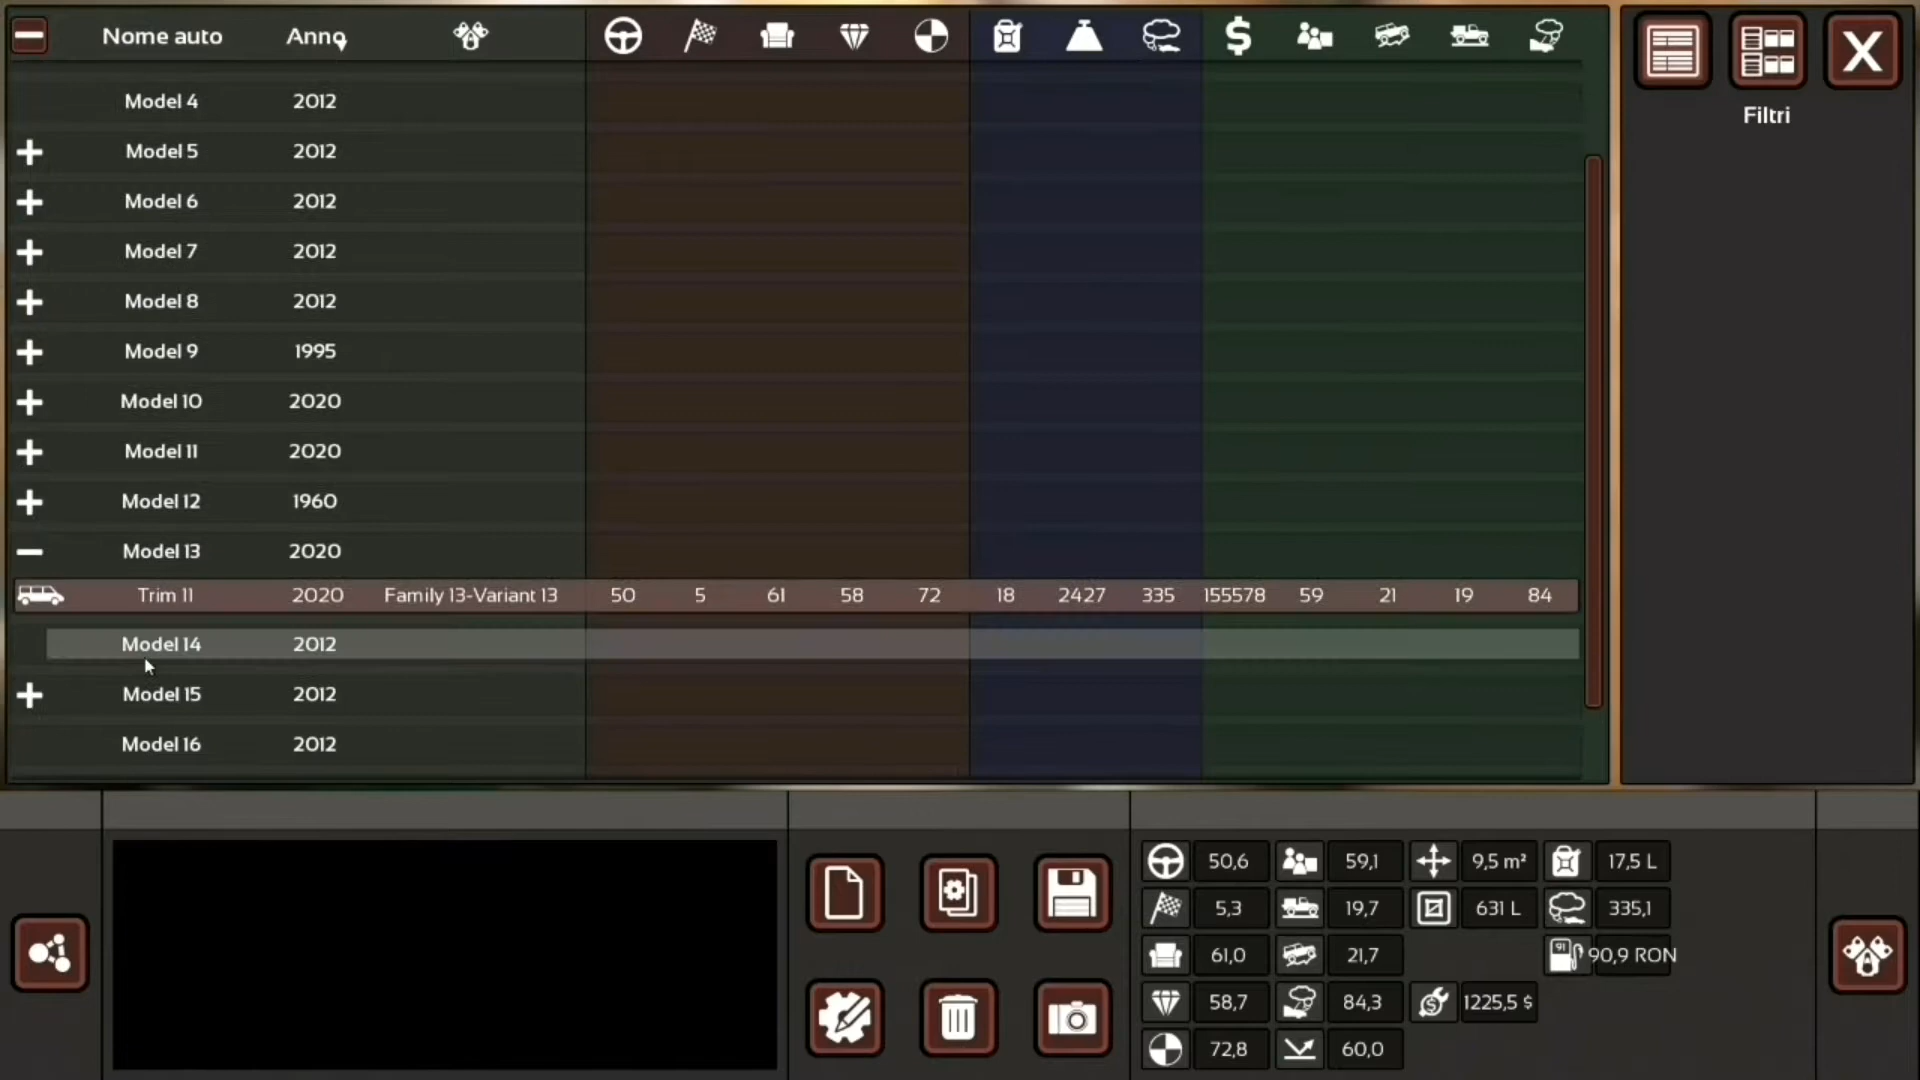 Nome auto Anno
Filtri
Model 4 2012
Model 5 2012
Model 6 2012
Model 7 2012
Model 8 2012
Model 9 1995
Model 10 2020
Model 11 2020
Model 12 1960
Model 13 2020
Trim 11 2020 Family 13-Variant 13 50 5 61 58 72 18 2427 335 155578 59 21 19 84
Model 14 2012
Model 15 2012
Model 16 2012
50,6 59,1 9,5 m² 17,5 L
5,3 19,7 631 L 335,1
61,0 21,7 91 90,9 RON
58,7 84,3 1225,5 $
72,8 60,0